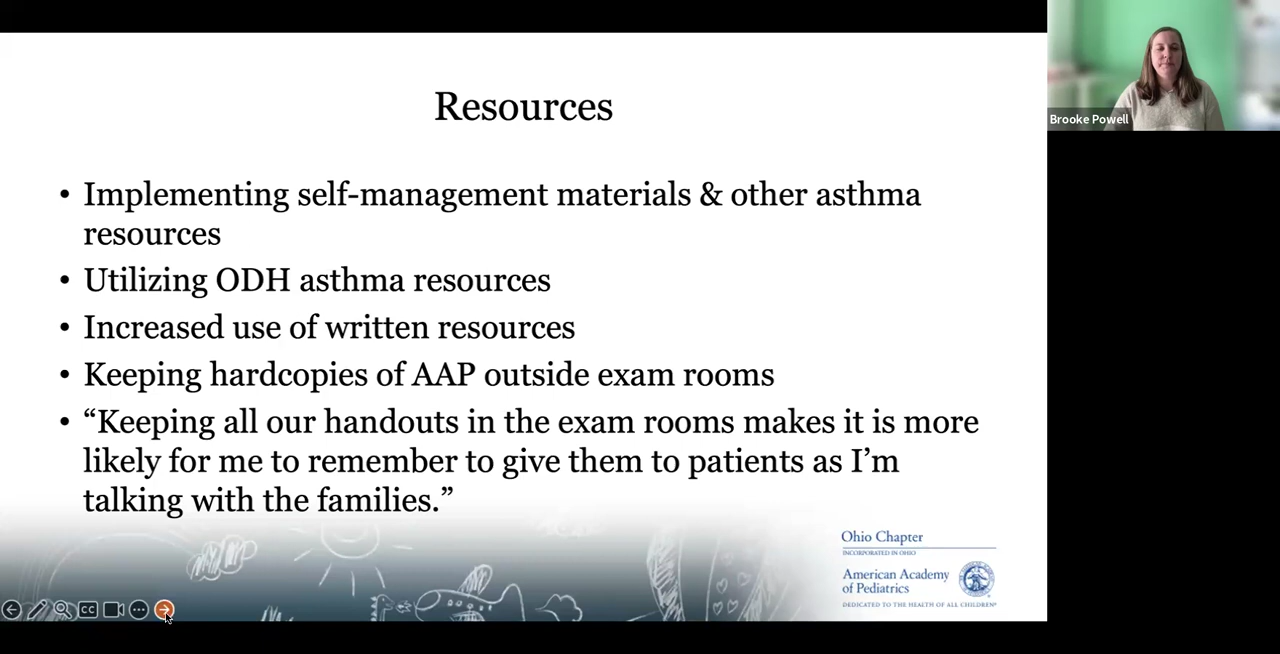 Resources
• Implementing self-management materials & other asthma
resources
• Utilizing ODH asthma resources
• Increased use of written resources
• Keeping hardcopies of AAP outside exam rooms
• “Keeping all our handouts in the exam rooms makes it is more
likely for me to remember to give them to patients as I’m
talking with the families.”
Ohio Chapter
INCORPORATED IN OHIO
American Academy
of Pediatrics
DEDICATED TO THE HEALTH OF ALL CHILDREN®
CC
Brooke Powell